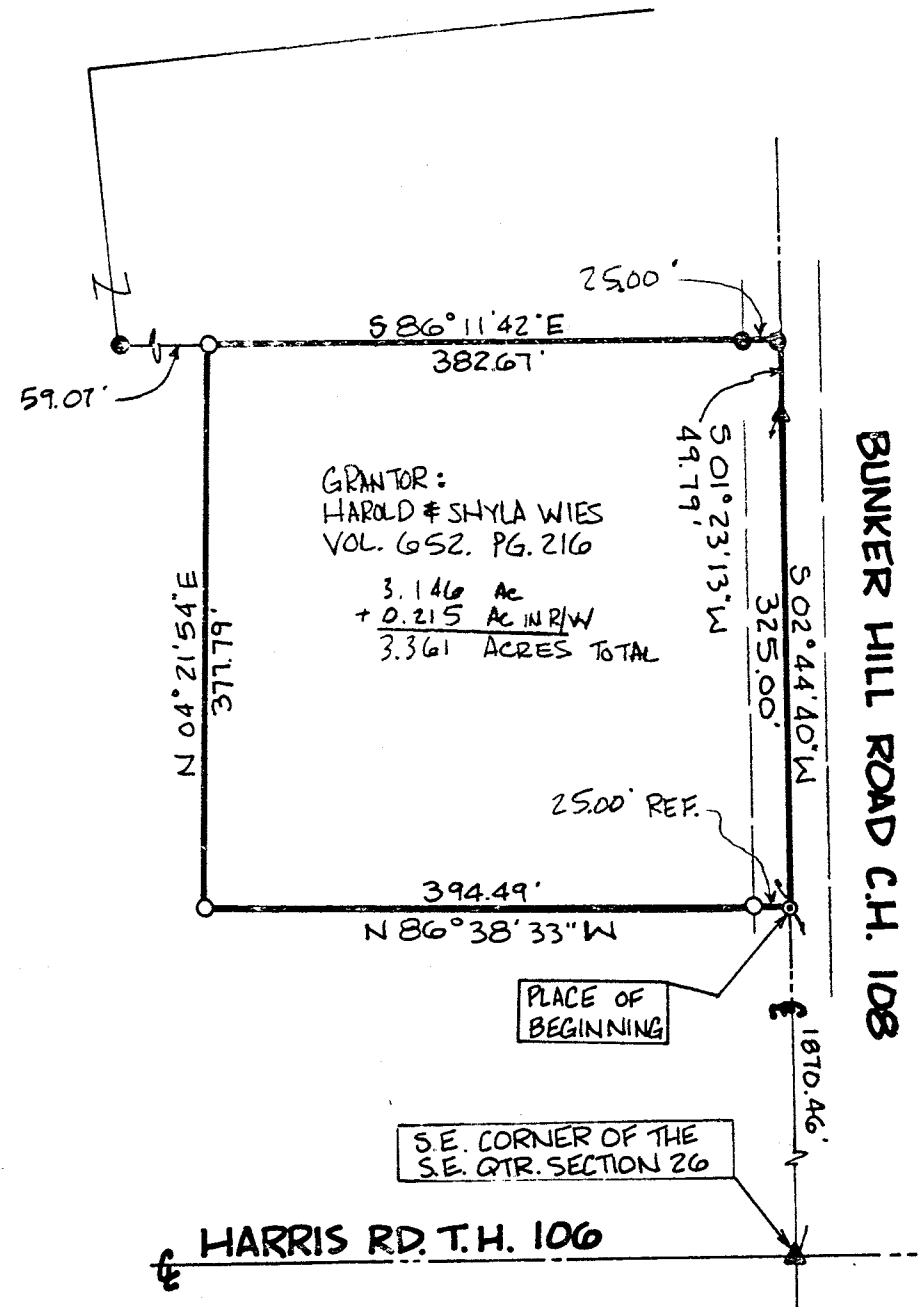 25.00'
S 86° 11' 42" E
382.67'
59.07'
S 01° 23' 13" W
49.79'
GRANTOR:
HAROLD & SHYLA WIES
VOL. 652. PG. 216
3.146 AC
+ 0.215 AC IN R/W
3.361 ACRES TOTAL
N 04° 21' 54" E
377.79'
S 02° 44' 40" W
325.00'
BUNKER HILL ROAD C.H. 108
25.00' REF.
394.49'
N 86° 38' 33" W
PLACE OF
BEGINNING
1870.46'
S.E. CORNER OF THE
S.E. QTR. SECTION 26
HARRIS RD. T.H. 106